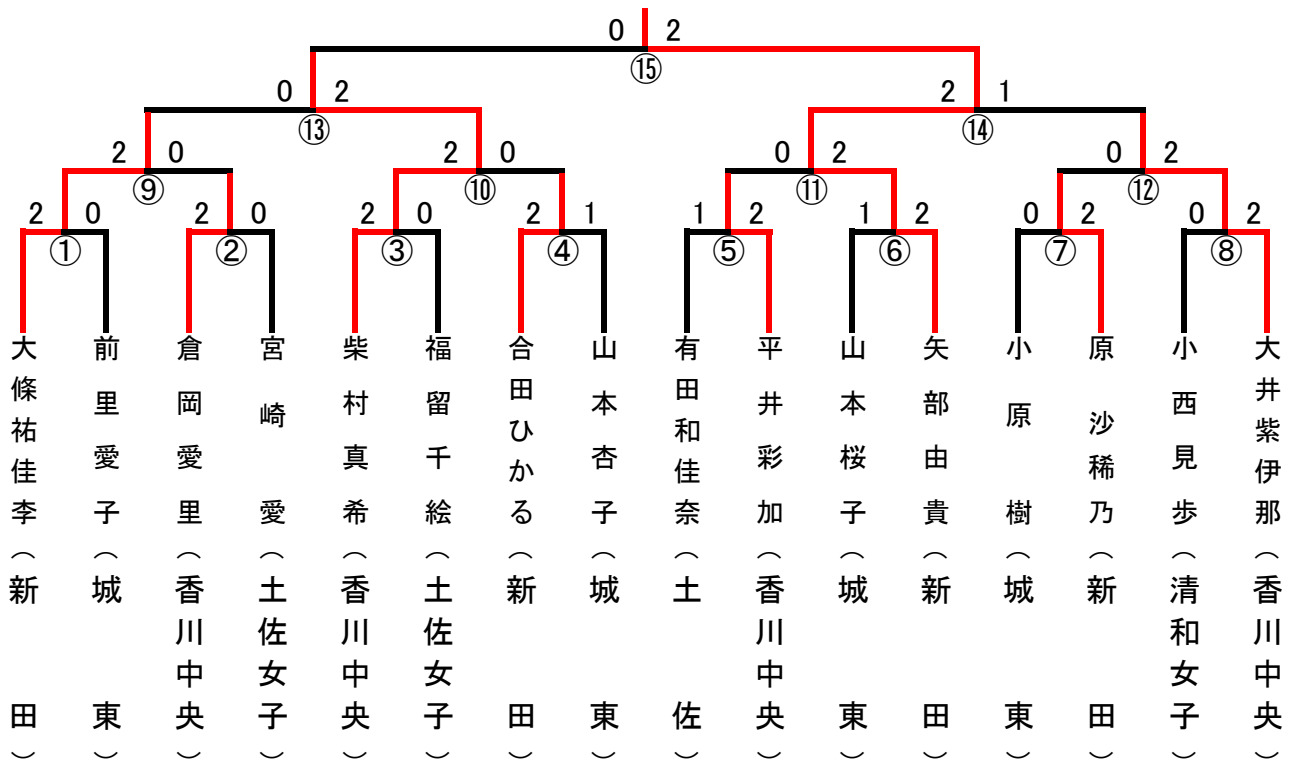 0 2
⑮
0 2 2 1
⑬ ⑭
2 0 2 0 0 2 0 2
⑨ ⑩ ⑪ ⑫
2 0 2 0 2 0 2 1 1 2 1 2 0 2 0 2
① ② ③ ④ ⑤ ⑥ ⑦ ⑧
大條祐佳李（新田）
前里愛子（城東）
倉岡愛里（香川中央）
宮崎愛（土佐女子）
柴村真希（香川中央）
福留千絵（土佐女子）
合田ひかる（新田）
山本杏子（城東）
有田和佳奈（土佐）
平井彩加（香川中央）
山本桜子（城東）
矢部由貴（新田）
小原樹（城東）
原沙稀乃（新田）
小西見歩（清和女子）
大井紫伊那（香川中央）